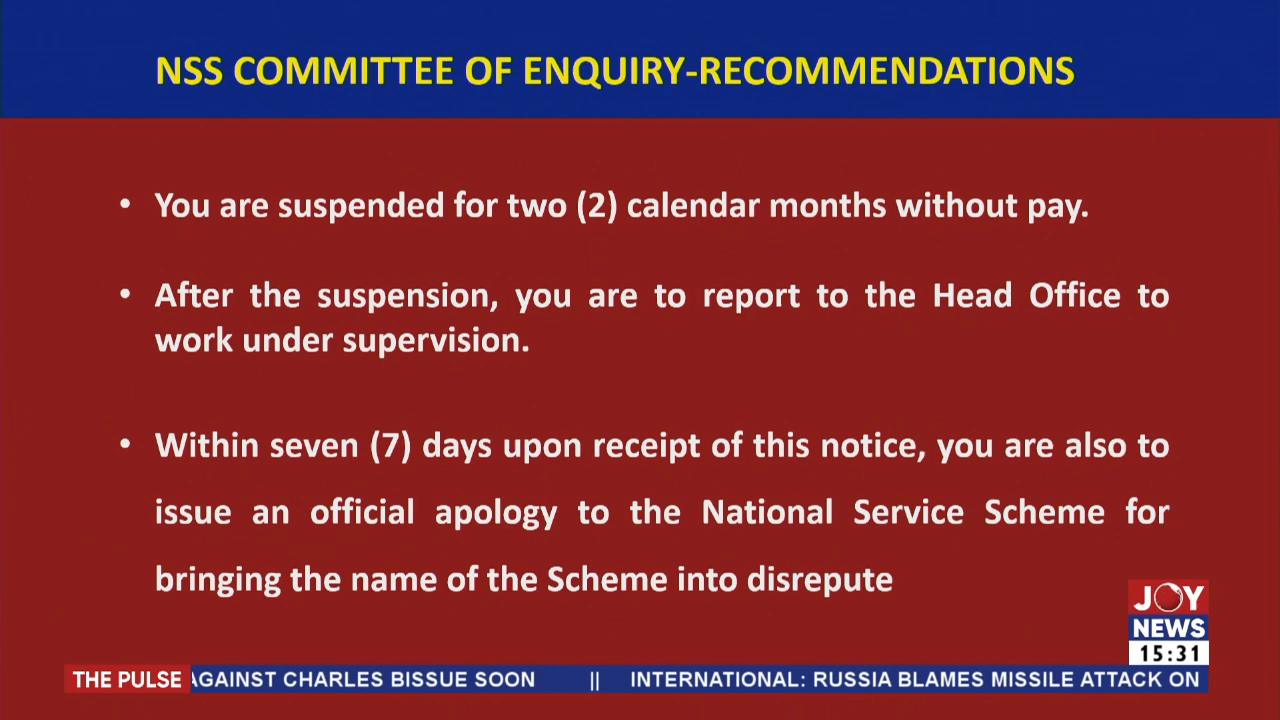 NSS COMMITTEE OF ENQUIRY-RECOMMENDATIONS
• You are suspended for two (2) calendar months without pay.
• After the suspension, you are to report to the Head Office to
work under supervision.
• Within seven (7) days upon receipt of this notice, you are also to
issue an official apology to the National Service Scheme for
bringing the name of the Scheme into disrepute
JOY
NEWS
15:31
THE PULSE AGAINST CHARLES BISSUE SOON || INTERNATIONAL: RUSSIA BLAMES MISSILE ATTACK ON